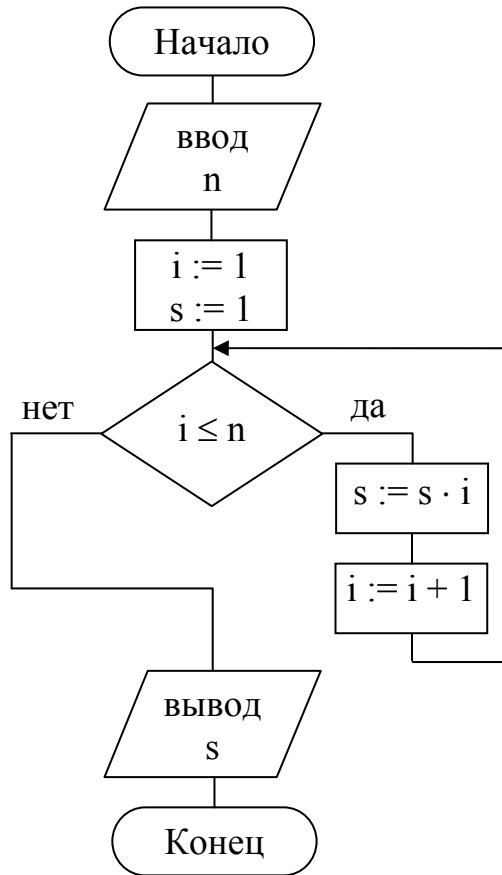 Начало
ввод
n
i := 1
s := 1
нет
i ≤ n
да
s := s · i
i := i + 1
вывод
s
Конец